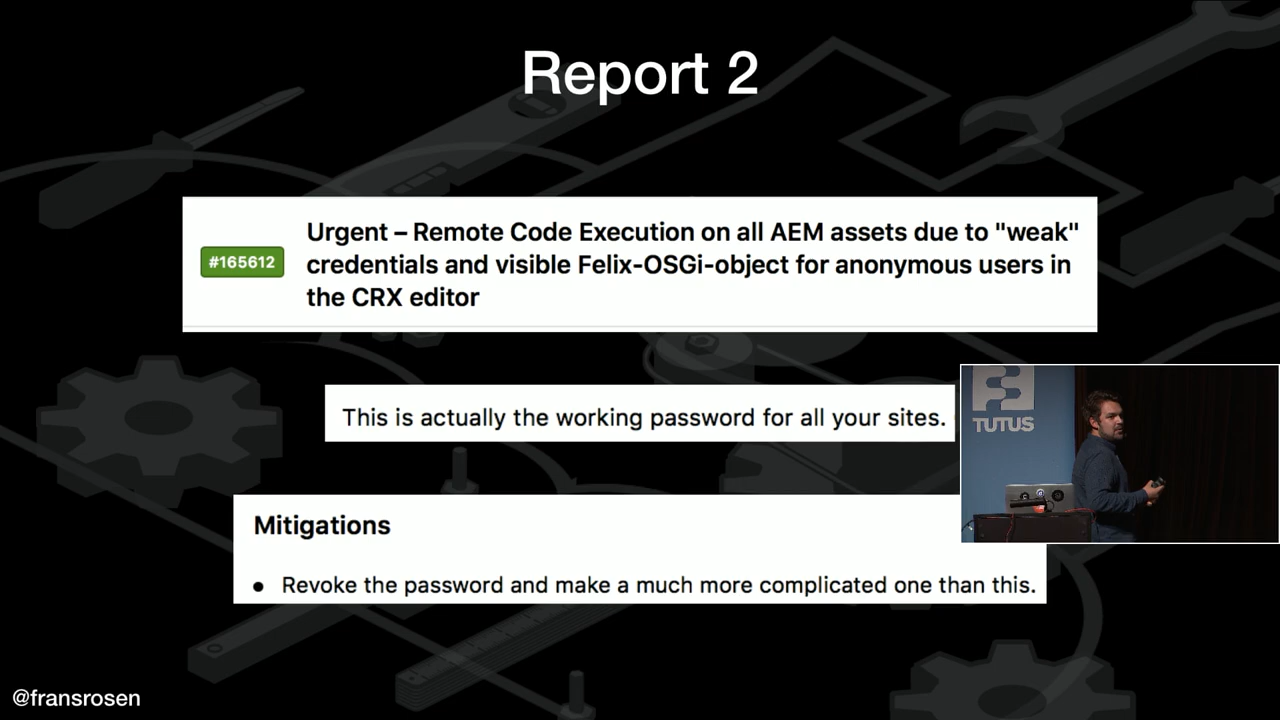 Report 2
#165612
Urgent – Remote Code Execution on all AEM assets due to "weak"
credentials and visible Felix-OSGi-object for anonymous users in
the CRX editor
This is actually the working password for all your sites.
TUTUS
Mitigations
• Revoke the password and make a much more complicated one than this.
@fransrosen